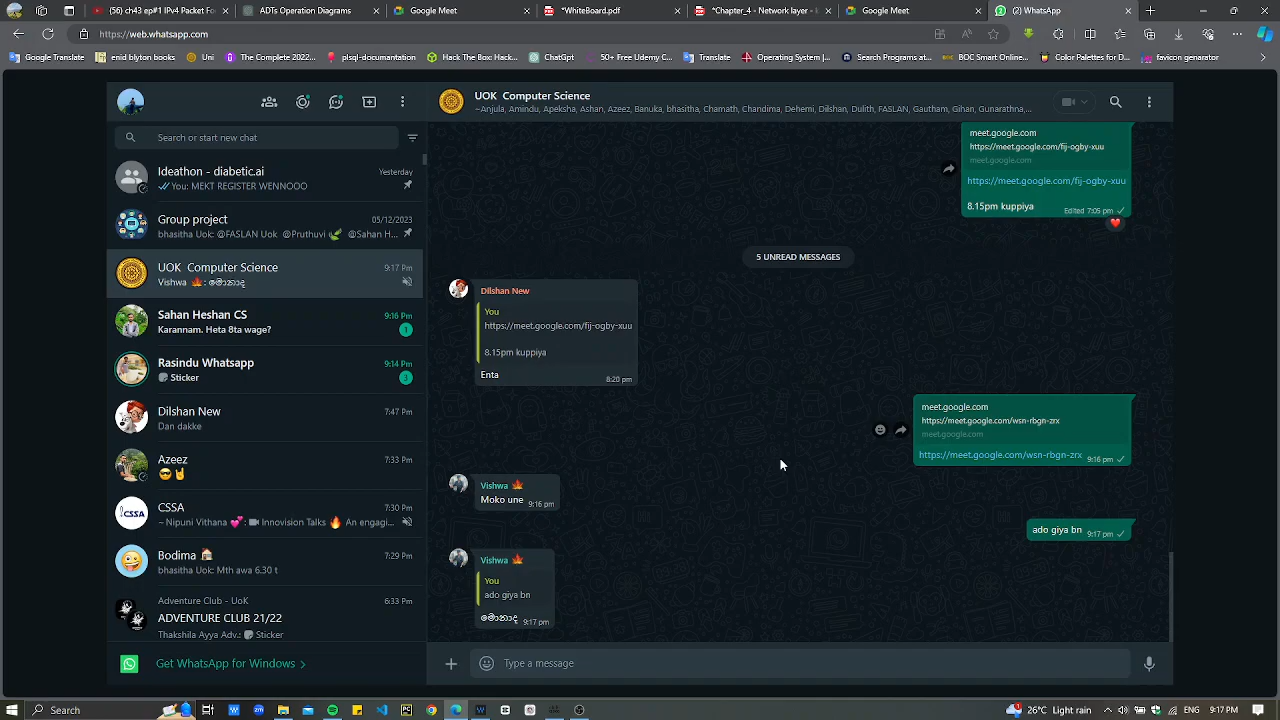 ch43 ep#1 IPv4 Packet Fo
ADTs Operation Diagrams
Google Meet
*WriteBoard.pdf
*Chapter_4 - Network layer -
Google Meet
(2) WhatsApp
https://web.whatsapp.com
Google Translate
enid blyton books
Uni
The Complete 2022...
plsql-documentation
How To Hack The Box Hack...
Chatgpt
50+ Free Udemy C...
Translate
Operating System |...
Search Programs at...
BOC Smart Online...
Color Palettes for D...
favicon generator
Search or start new chat
Ideathon - diabetic.ai
Yesterday
You: MEKT REGISTER WENNOOO
Group project
05/12/2023
bhasitha Uok: @FASLAN Uok @Pruthuvi 🌿 @Sahan H...
UOK Computer Science
9:17 PM
Vishwa 🍁:
Sahan Heshan CS
9:16 PM
Karannm. Heta 8ta wage?
1
Rasindu Whatsapp
9:14 PM
Sticker
3
Dilshan New
7:47 PM
Dan dakke
Azeez
7:33 PM
😎🤘
CSSA
7:30 PM
~ Nipuni Vithana 💞: Innovision Talks 🔥 An engagi...
Bodima 🏠
7:29 PM
bhasitha Uok: Mth awa 6.30 t
Adventure Club - UoK
6:33 PM
ADVENTURE CLUB 21/22
Thakshila Ayya Adv.: Sticker
Get WhatsApp for Windows >
UOK Computer Science
~Anjula, Amindu, Apeksha, Ashan, Azeez, Banuka, bhasitha, Chamath, Chandima, Dehemi, Dilshan, Dulith, FASLAN, Gautham, Gihan, Gunarathna,...
meet.google.com
https://meet.google.com/fij-ogby-xuu
meet.google.com
https://meet.google.com/fij-ogby-xuu
8.15pm kuppiya
Edited 7:05 pm
❤️
5 UNREAD MESSAGES
Dilshan New
You
https://meet.google.com/fij-ogby-xuu
8.15pm kuppiya
Enta
8:20 pm
meet.google.com
https://meet.google.com/wsn-rbgn-zrx
meet.google.com
https://meet.google.com/wsn-rbgn-zrx
9:16 pm
Vishwa 🍁
Moko une
9:16 pm
ado giya bn
9:17 pm
Vishwa 🍁
You
ado giya bn
9:17 pm
Type a message
Search
26°C Light rain
ENG
9:17 PM